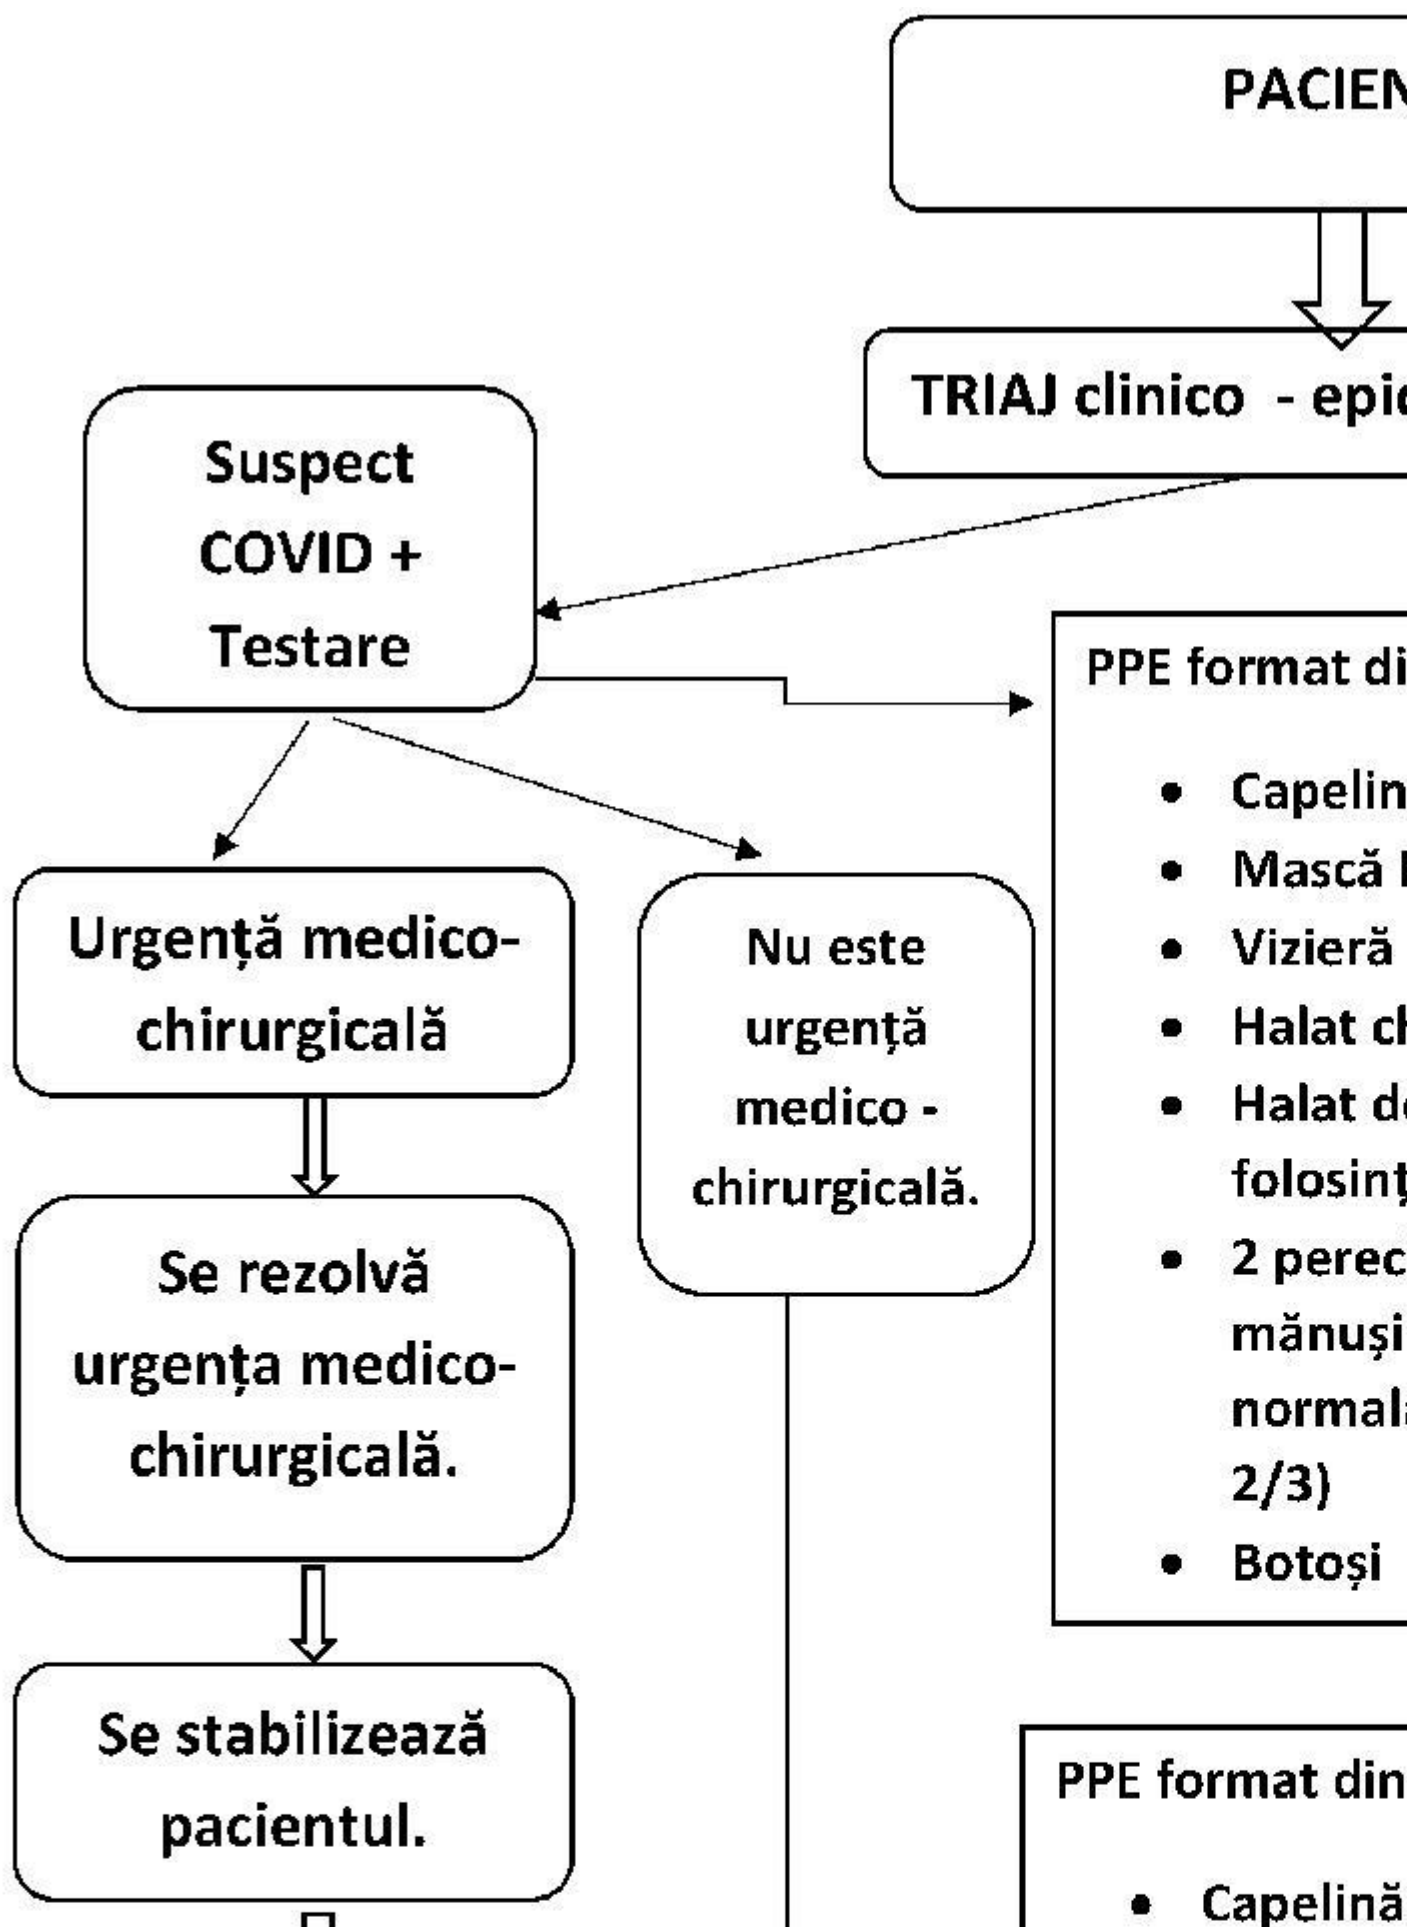 PACIEN
TRIAJ clinico - epid
Suspect
COVID +
Testare
Urgență medico-
chirurgicală
Se rezolvă
urgența medico-
chirurgicală.
Se stabilizează
pacientul.
Nu este
urgență
medico -
chirurgicală.
PPE format di
• Capelin
• Mască
• Vizieră
• Halat ch
• Halat de
folosinț
• 2 perec
mănuși
normal
2/3)
• Botoși
PPE format din
• Capelină